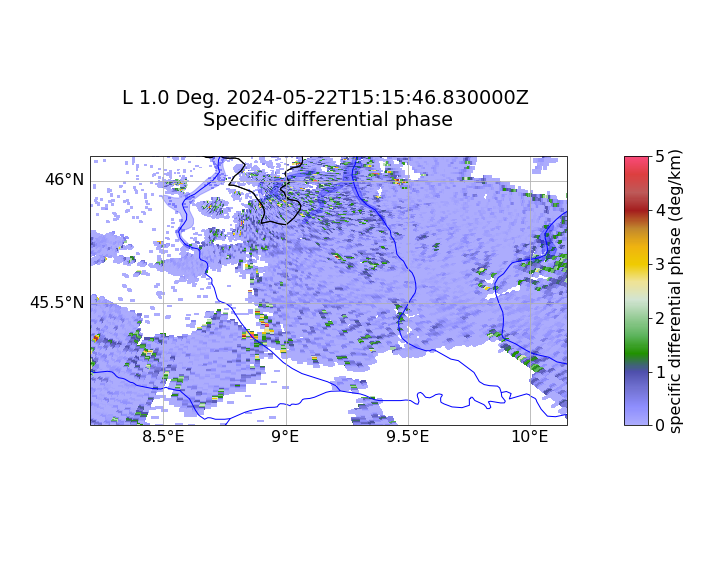 L 1.0 Deg. 2024-05-22T15:15:46.830000Z
Specific differential phase
46°N
45.5°N
8.5°E
9°E
9.5°E
10°E
5
4
3
2
1
0
specific differential phase (deg/km)